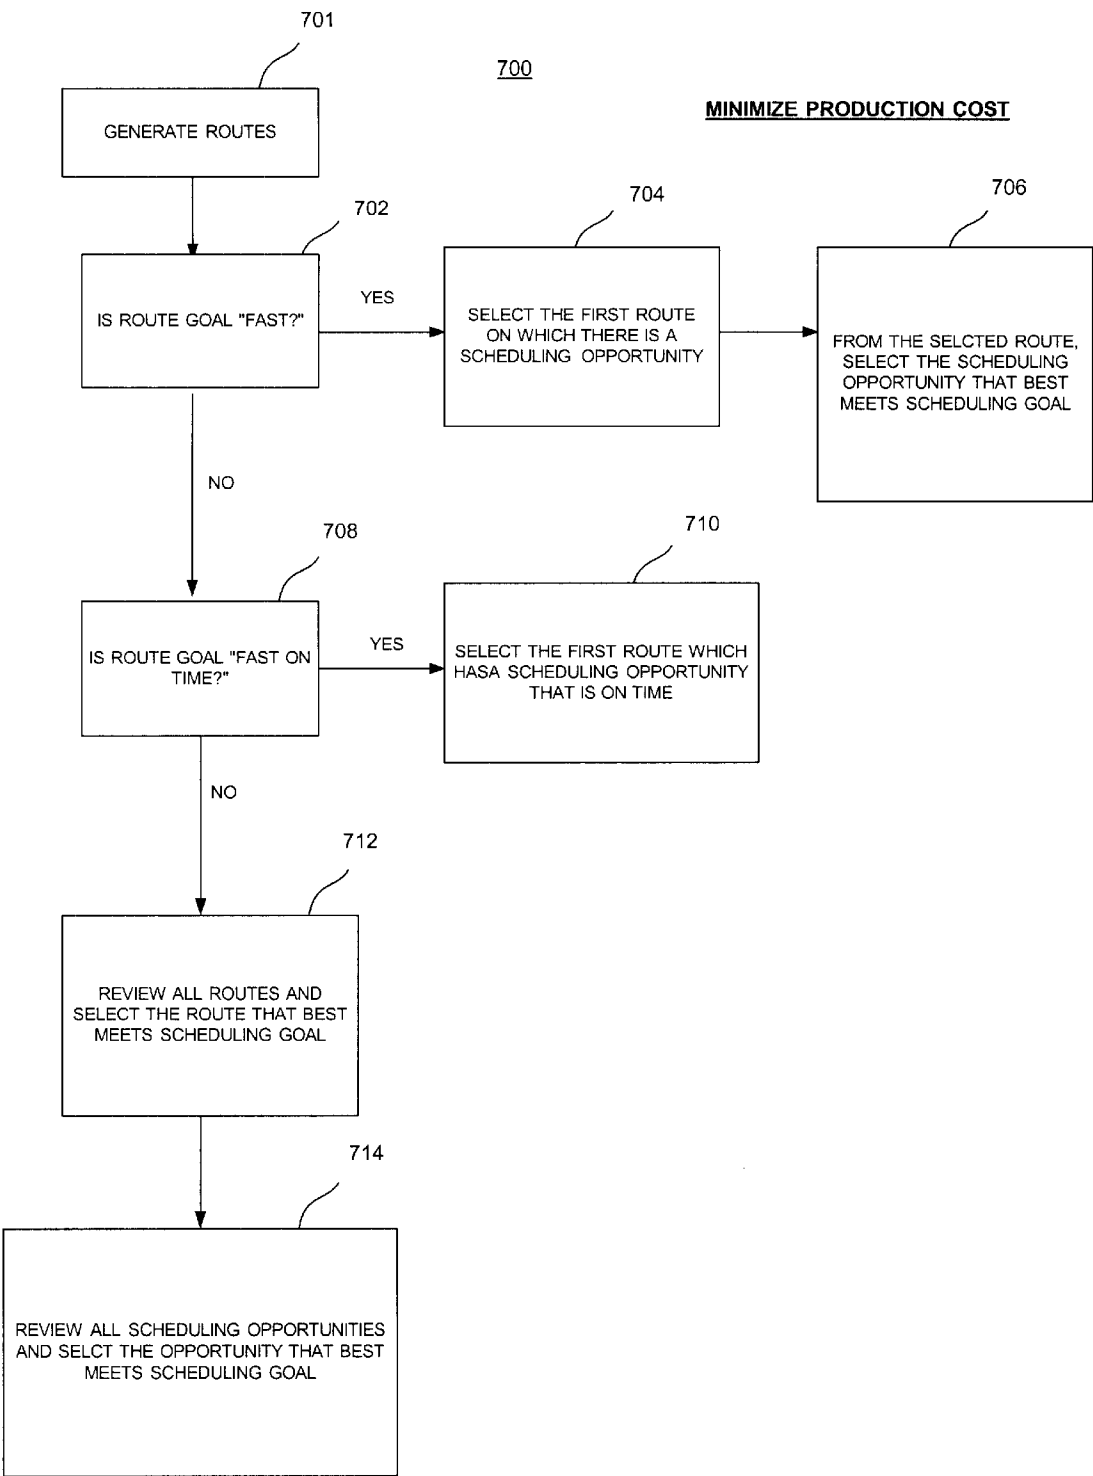 701
700
MINIMIZE PRODUCTION COST
GENERATE ROUTES
702
704
706
IS ROUTE GOAL "FAST?"
YES
SELECT THE FIRST ROUTE
ON WHICH THERE IS A
SCHEDULING OPPORTUNITY
FROM THE SELCTED ROUTE,
SELECT THE SCHEDULING
OPPORTUNITY THAT BEST
MEETS SCHEDULING GOAL
NO
708
710
IS ROUTE GOAL "FAST ON
TIME?"
YES
SELECT THE FIRST ROUTE WHICH
HASA SCHEDULING OPPORTUNITY
THAT IS ON TIME
NO
712
REVIEW ALL ROUTES AND
SELECT THE ROUTE THAT BEST
MEETS SCHEDULING GOAL
714
REVIEW ALL SCHEDULING OPPORTUNITIES
AND SELCT THE OPPORTUNITY THAT BEST
MEETS SCHEDULING GOAL